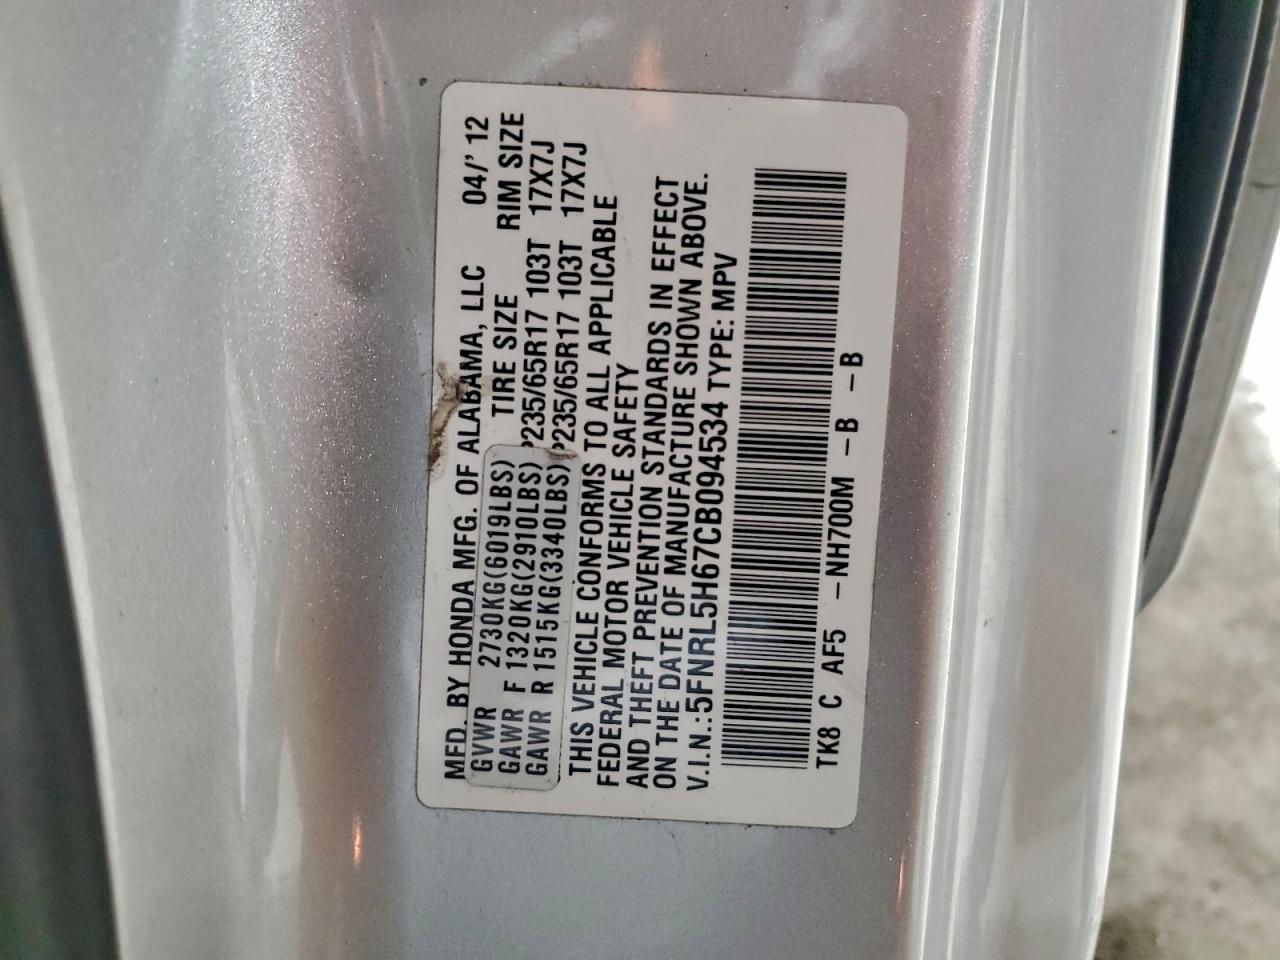 MFD. BY HONDA MFG. OF ALABAMA, LLC 04/' 12
GVWR 2730KG(6019LBS) TIRE SIZE RIM SIZE
GAWR F 1320KG(2910LBS) P235/65R17 103T 17X7J
GAWR R 1515KG(3340LBS) P235/65R17 103T 17X7J
THIS VEHICLE CONFORMS TO ALL APPLICABLE
FEDERAL MOTOR VEHICLE SAFETY
AND THEFT PREVENTION STANDARDS IN EFFECT
ON THE DATE OF MANUFACTURE SHOWN ABOVE.
V.I.N.:5FNRL5H67CB094534 TYPE: MPV
TK8 C AF5 -NH700M -B -B